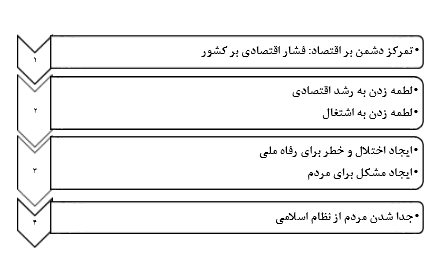 ۱
•تمرکز دشمن بر اقتصاد: فشار اقتصادی بر کشور
۲
•لطمه زدن به رشد اقتصادی
•لطمه زدن به اشتغال
۳
•ایجاد اختلال و خطر برای رفاه ملی
•ایجاد مشکل برای مردم
۴
•جدا شدن مردم از نظام اسلامی